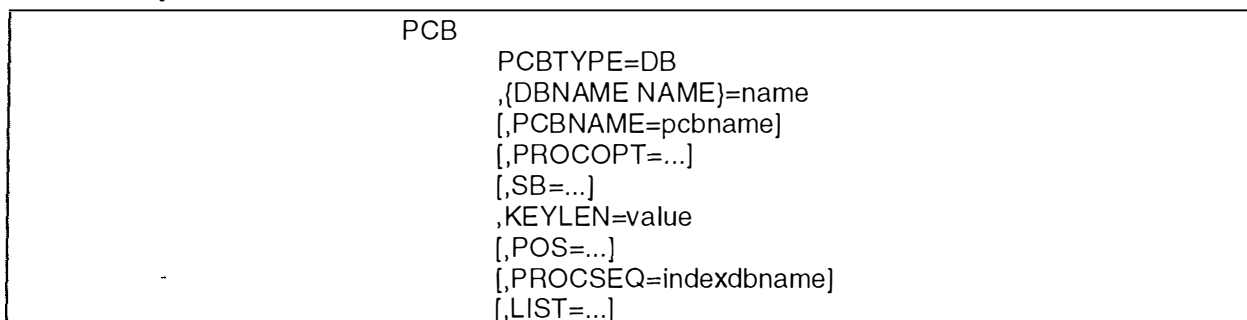 PCB
PCBTYPE=DB
,{DBNAME NAME}=name
[,PCBNAME=pcbname]
[,PROCOPT=...]
[,SB=...]
,KEYLEN=value
[,POS=...]
[,PROCSEQ=indexdbname]
[,LIST=...]